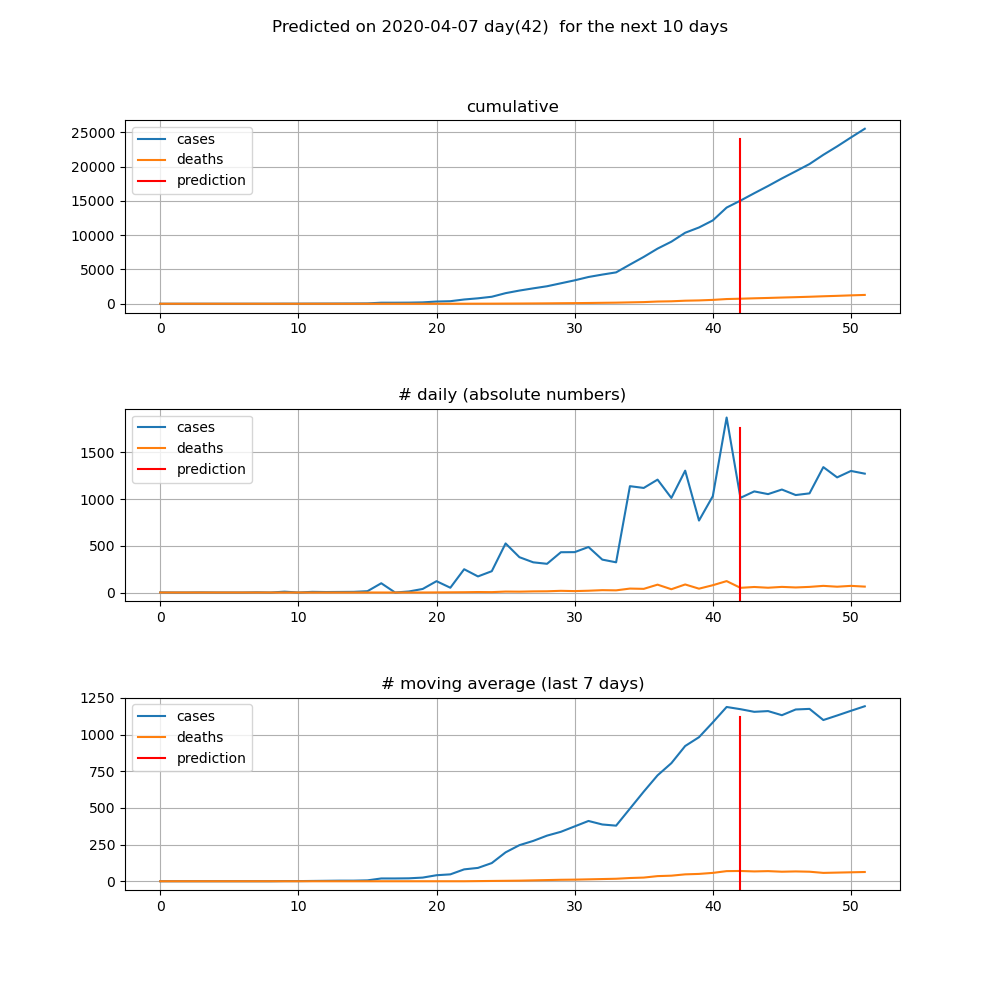 Predicted on 2020-04-07 day(42)  for the next 10 days
cumulative
25000
20000
15000
10000
5000
0
cases
deaths
prediction
0 10 20 30 40 50
# daily (absolute numbers)
1500
1000
500
0
cases
deaths
prediction
0 10 20 30 40 50
# moving average (last 7 days)
1250
1000
750
500
250
0
cases
deaths
prediction
0 10 20 30 40 50